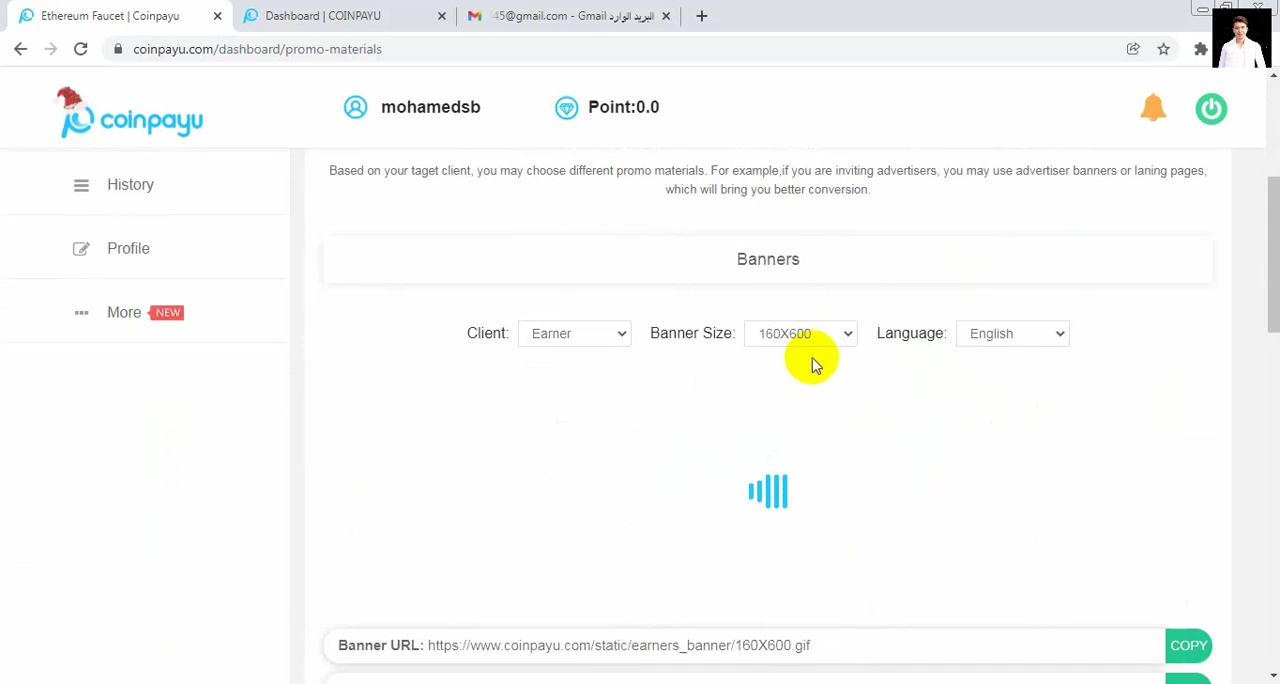 Ethereum Faucet | Coinpayu
Dashboard | COINPAYU
البريد الوارد 45@gmail.com - Gmail
coinpayu.com/dashboard/promo-materials
coinpayu
mohamedsb
Point:0.0
History
Profile
More NEW
Based on your taget client, you may choose different promo materials. For example,if you are inviting advertisers, you may use advertiser banners or laning pages,
which will bring you better conversion.
Banners
Client: Earner Banner Size: 160X600 Language: English
Banner URL: https://www.coinpayu.com/static/earners_banner/160X600.gif COPY